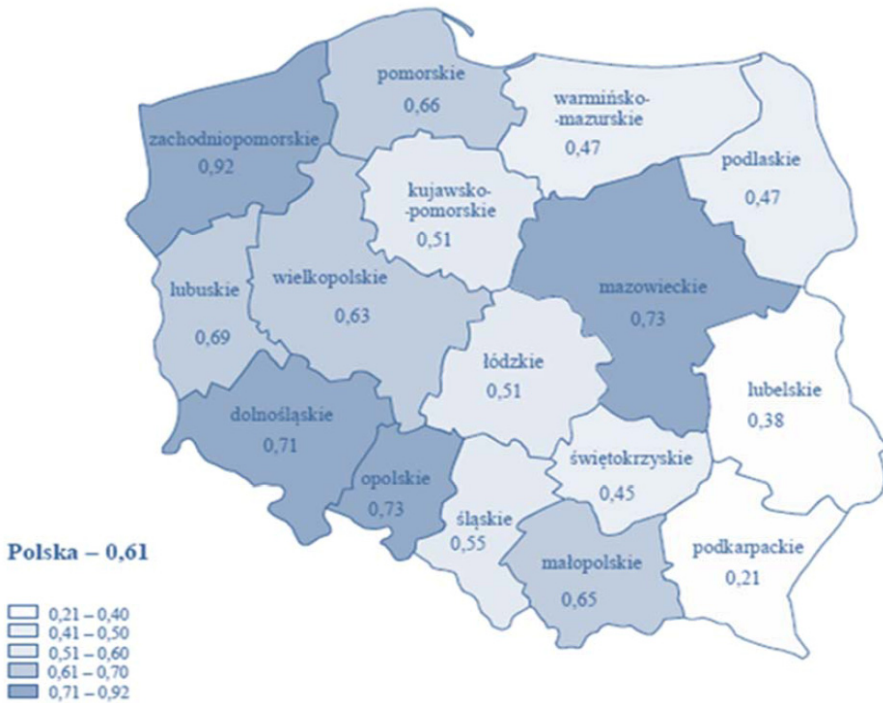 pomorskie
0,66
warmińsko-
-mazurskie
0,47
zachodniopomorskie
0,92
podlaskie
0,47
kujawsko-
-pomorskie
0,51
lubuskie
0,69
wielkopolskie
0,63
mazowieckie
0,73
łódzkie
0,51
lubelskie
0,38
dolnośląskie
0,71
opolskie
0,73
świętokrzyskie
0,45
śląskie
0,55
małopolskie
0,65
podkarpackie
0,21
Polska – 0,61
0,21 – 0,40
0,41 – 0,50
0,51 – 0,60
0,61 – 0,70
0,71 – 0,92